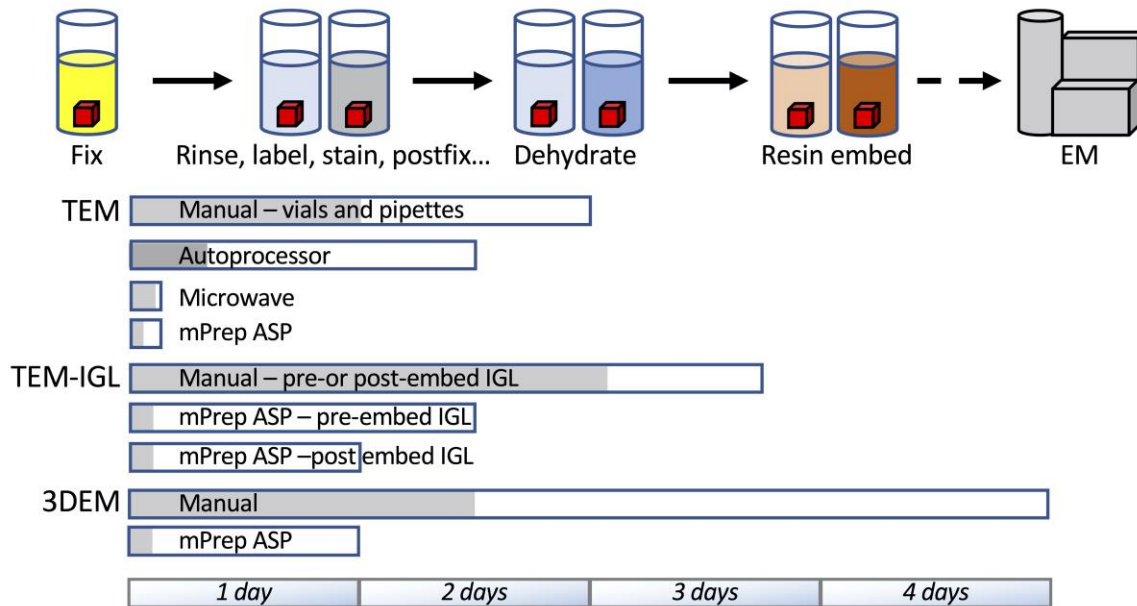 Fix
Rinse, label, stain, postfix...
Dehydrate
Resin embed
EM
TEM
Manual – vials and pipettes
Autoprocessor
Microwave
mPrep ASP
TEM-IGL
Manual – pre-or post-embed IGL
mPrep ASP – pre-embed IGL
mPrep ASP –post embed IGL
3DEM
Manual
mPrep ASP
1 day
2 days
3 days
4 days